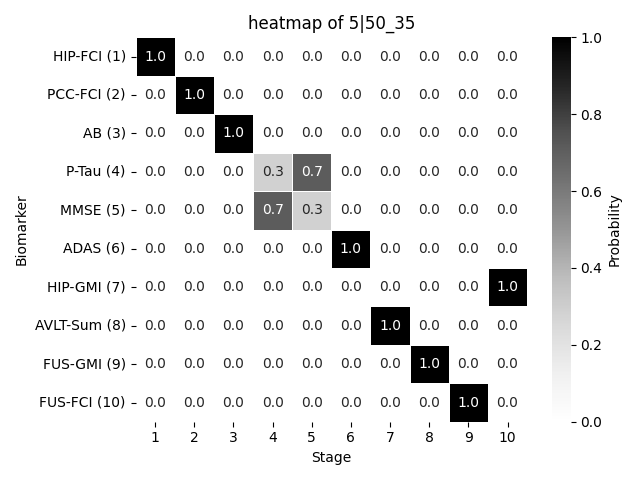 heatmap of 5|50_35
HIP-FCI (1) 1.0 0.0 0.0 0.0 0.0 0.0 0.0 0.0 0.0 0.0
PCC-FCI (2) 0.0 1.0 0.0 0.0 0.0 0.0 0.0 0.0 0.0 0.0
AB (3) 0.0 0.0 1.0 0.0 0.0 0.0 0.0 0.0 0.0 0.0
P-Tau (4) 0.0 0.0 0.0 0.3 0.7 0.0 0.0 0.0 0.0 0.0
MMSE (5) 0.0 0.0 0.0 0.7 0.3 0.0 0.0 0.0 0.0 0.0
ADAS (6) 0.0 0.0 0.0 0.0 0.0 1.0 0.0 0.0 0.0 0.0
HIP-GMI (7) 0.0 0.0 0.0 0.0 0.0 0.0 0.0 0.0 0.0 1.0
AVLT-Sum (8) 0.0 0.0 0.0 0.0 0.0 0.0 1.0 0.0 0.0 0.0
FUS-GMI (9) 0.0 0.0 0.0 0.0 0.0 0.0 0.0 1.0 0.0 0.0
FUS-FCI (10) 0.0 0.0 0.0 0.0 0.0 0.0 0.0 0.0 1.0 0.0
1 2 3 4 5 6 7 8 9 10
Stage
Biomarker
1.0
0.8
0.6
0.4
0.2
0.0
Probability